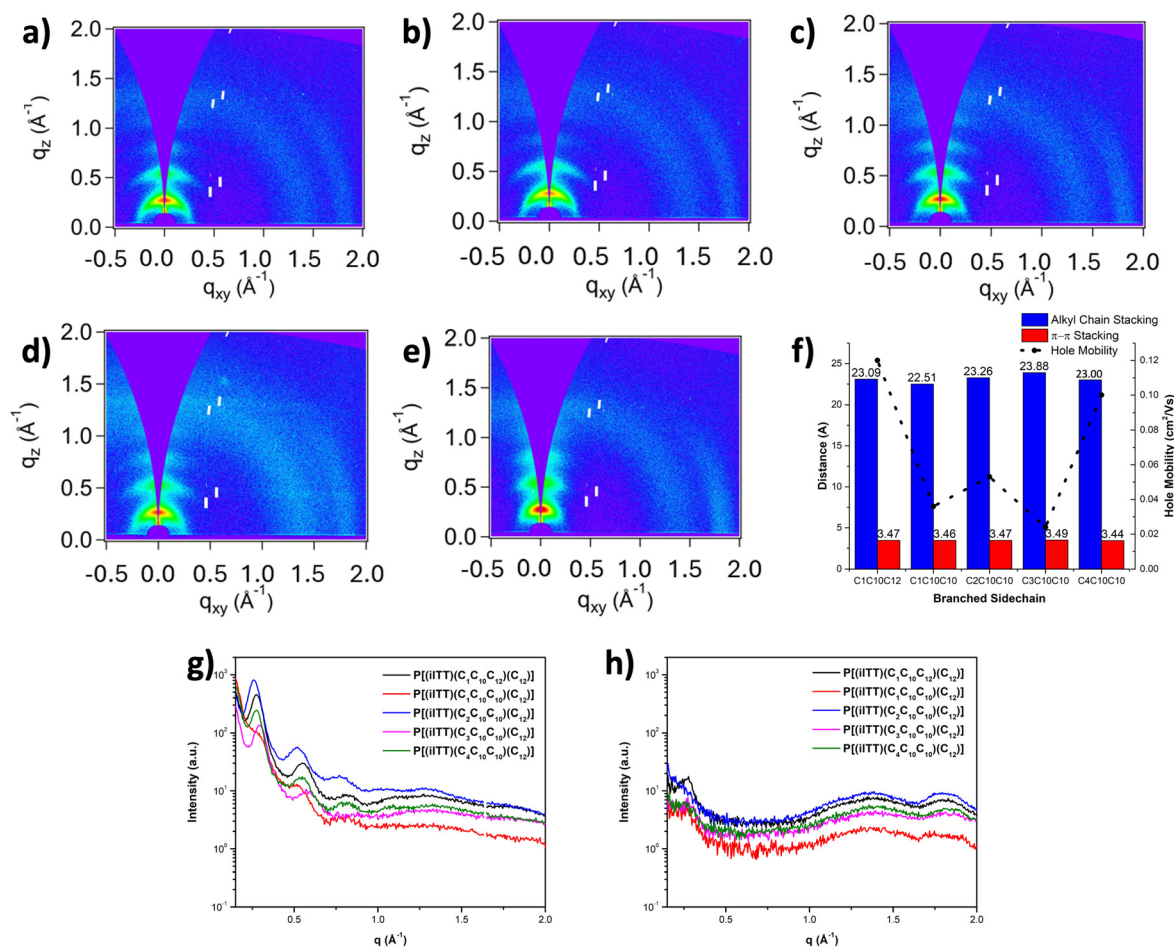 a)
2.0
1.5
1.0
0.5
0.0
q_z (Å⁻¹)
-0.5 0.0 0.5 1.0 1.5 2.0
q_xy (Å⁻¹)
b)
2.0
1.5
1.0
0.5
0.0
q_z (Å⁻¹)
-0.5 0.0 0.5 1.0 1.5 2.0
q_xy (Å⁻¹)
c)
2.0
1.5
1.0
0.5
0.0
q_z (Å⁻¹)
-0.5 0.0 0.5 1.0 1.5 2.0
q_xy (Å⁻¹)
d)
2.0
1.5
1.0
0.5
0.0
q_z (Å⁻¹)
-0.5 0.0 0.5 1.0 1.5 2.0
q_xy (Å⁻¹)
e)
2.0
1.5
1.0
0.5
0.0
q_z (Å⁻¹)
-0.5 0.0 0.5 1.0 1.5 2.0
q_xy (Å⁻¹)
f)
Alkyl Chain Stacking
π–π Stacking
Hole Mobility
25
20
15
10
5
0
Distance (A)
23.09 22.51 23.26 23.88 23.00
3.47 3.46 3.47 3.49 3.44
0.12
0.10
0.08
0.06
0.04
0.02
0.00
Hole Mobility (cm²/Vs)
C1C10C12 C1C10C10 C2C10C10 C3C10C10 C4C10C10
Branched Sidechain
g)
P[(iITT)(C₁C₁₀C₁₂)(C₁₂)]
P[(iITT)(C₁C₁₀C₁₀)(C₁₂)]
P[(iITT)(C₂C₁₀C₁₀)(C₁₂)]
P[(iITT)(C₃C₁₀C₁₀)(C₁₂)]
P[(iITT)(C₄C₁₀C₁₀)(C₁₂)]
10³
10²
10¹
10⁰
10⁻¹
Intensity (a.u.)
0.5 1.0 1.5 2.0
q (Å⁻¹)
h)
P[(iITT)(C₁C₁₀C₁₂)(C₁₂)]
P[(iITT)(C₁C₁₀C₁₀)(C₁₂)]
P[(iITT)(C₂C₁₀C₁₀)(C₁₂)]
P[(iITT)(C₃C₁₀C₁₀)(C₁₂)]
P[(iITT)(C₄C₁₀C₁₀)(C₁₂)]
10³
10²
10¹
10⁰
10⁻¹
Intensity (a.u.)
0.5 1.0 1.5 2.0
q (Å⁻¹)